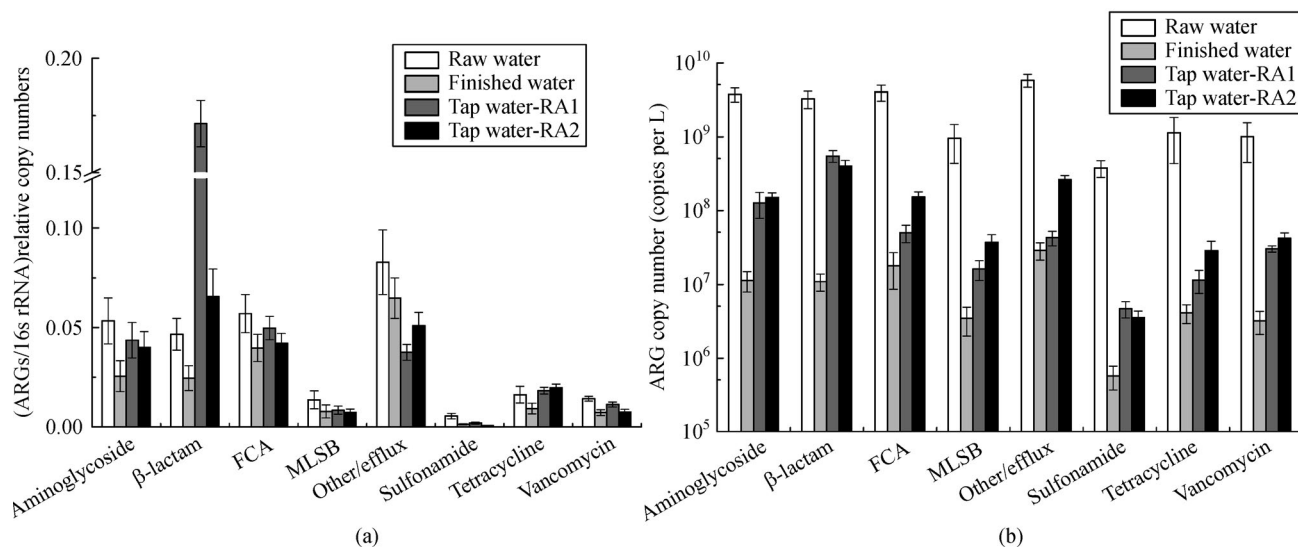 (ARGs/16s rRNA)relative copy numbers
0.20
0.15
0.10
0.05
0.00
Raw water
Finished water
Tap water-RA1
Tap water-RA2
Aminoglycoside
β-lactam
FCA
MLSB
Other/efflux
Sulfonamide
Tetracycline
Vancomycin
(a)
ARG copy number (copies per L)
10¹⁰
10⁹
10⁸
10⁷
10⁶
10⁵
Raw water
Finished water
Tap water-RA1
Tap water-RA2
Aminoglycoside
β-lactam
FCA
MLSB
Other/efflux
Sulfonamide
Tetracycline
Vancomycin
(b)